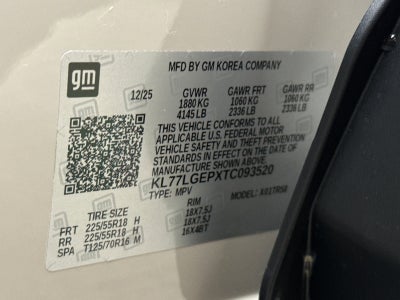 gm
MFD BY GM KOREA COMPANY
12/25 GVWR GAWR FRT GAWR RR
1880 KG 1060 KG 1060 KG
4145 LB 2336 LB 2336 LB
THIS VEHICLE CONFORMS TO ALL
APPLICABLE U.S. FEDERAL MOTOR
VEHICLE SAFETY AND THEFT PREVENTION
STANDARDS IN EFFECT ON THE DATE OF
MANUFACTURE SHOWN ABOVE.
KL77LGEPXTC093520
TYPE: MPV MODEL:
TIRE SIZE RIM
FRT 225/55R18 H 18X7.5J
RR 225/55R18 H 18X7.5J
SPA T125/70R16 M 16X4BT